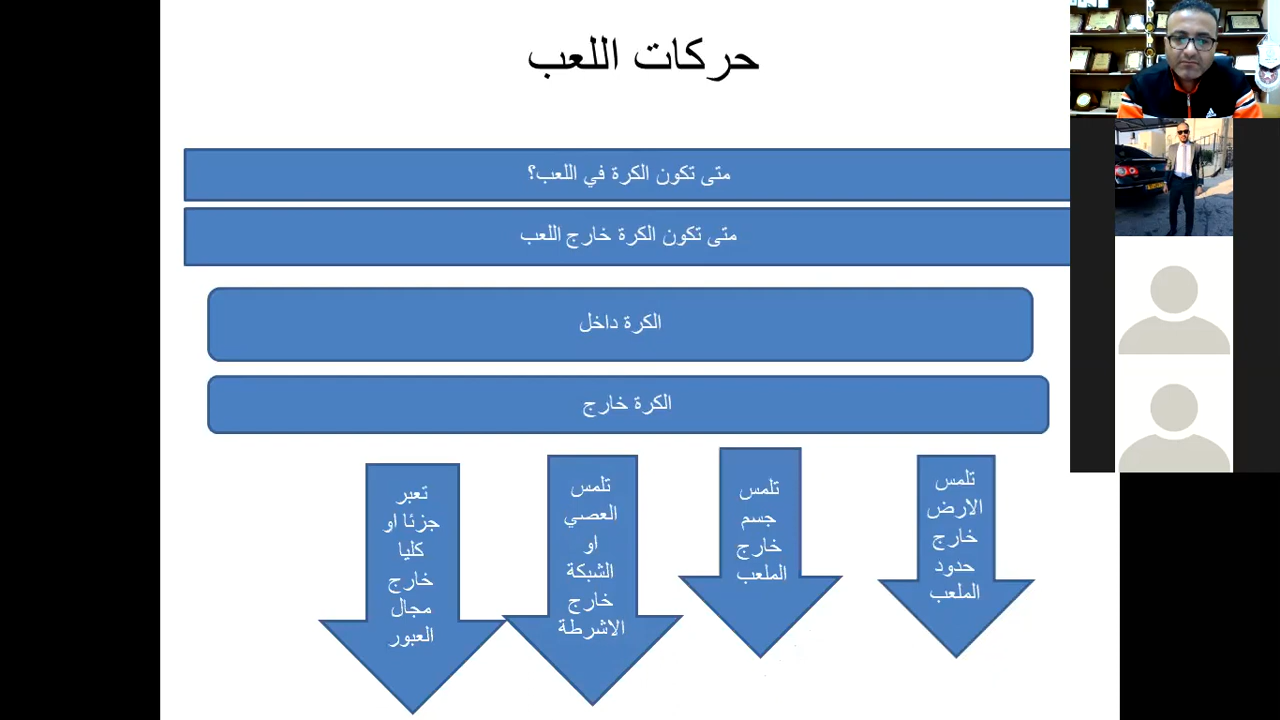 حركات اللعب
متى تكون الكرة في اللعب؟
متى تكون الكرة خارج اللعب
الكرة داخل
الكرة خارج
تلمس
الارض
خارج
حدود
الملعب
تلمس
جسم
خارج
الملعب
تلمس
العصي
او
الشبكة
خارج
الاشرطة
تعبر
جزئا او
كليا
خارج
مجال
العبور